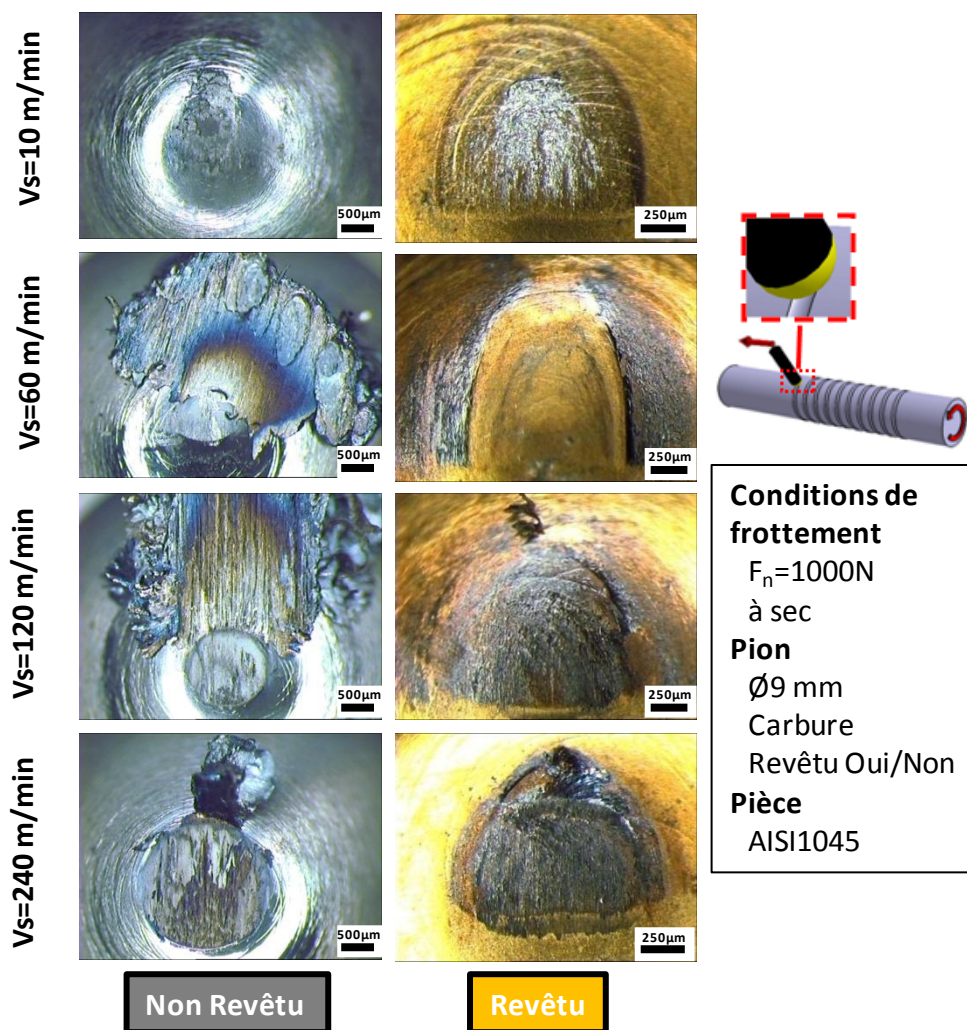 Vs=10 m/min
500µm
250µm
Vs=60 m/min
500µm
250µm
Vs=120 m/min
500µm
250µm
Vs=240 m/min
500µm
250µm
Non Revêtu
Revêtu
Conditions de
frottement
Fₙ=1000N
à sec
Pion
Ø9 mm
Carbure
Revêtu Oui/Non
Pièce
AISI1045